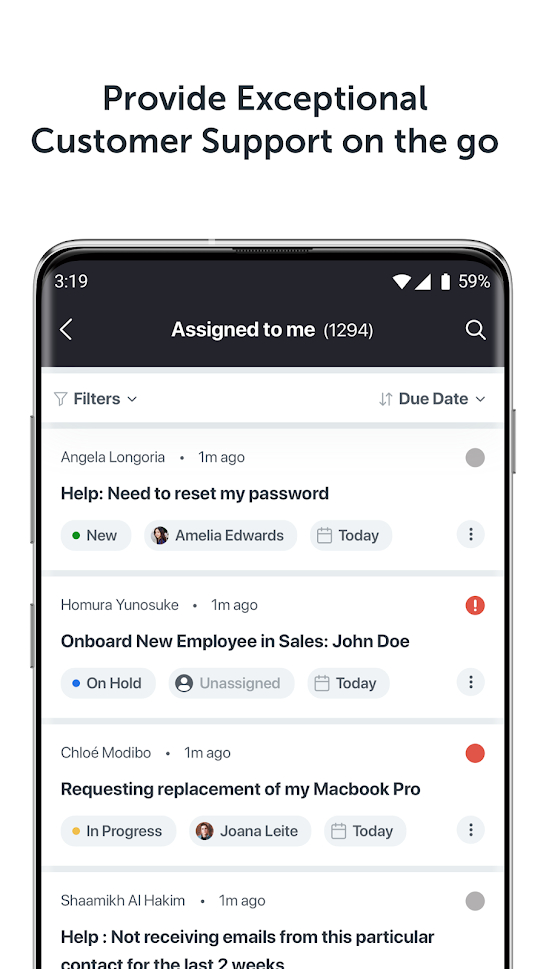 Provide Exceptional
Customer Support on the go
3:19 59%
Assigned to me (1294)
Filters Due Date
Angela Longoria • 1m ago
Help: Need to reset my password
New Amelia Edwards Today
Homura Yunosuke • 1m ago
!
Onboard New Employee in Sales: John Doe
On Hold Unassigned Today
Chloé Modibo • 1m ago
Requesting replacement of my Macbook Pro
In Progress Joana Leite Today
Shaamikh Al Hakim • 1m ago
Help : Not receiving emails from this particular
contact for the last 2 weeks